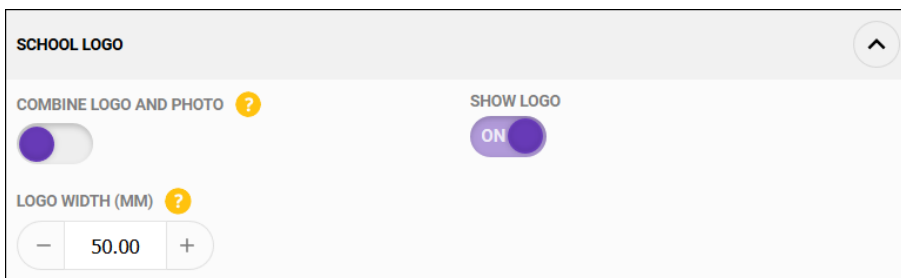 SCHOOL LOGO
COMBINE LOGO AND PHOTO ?
SHOW LOGO
ON
LOGO WIDTH (MM) ?
− 50.00 +